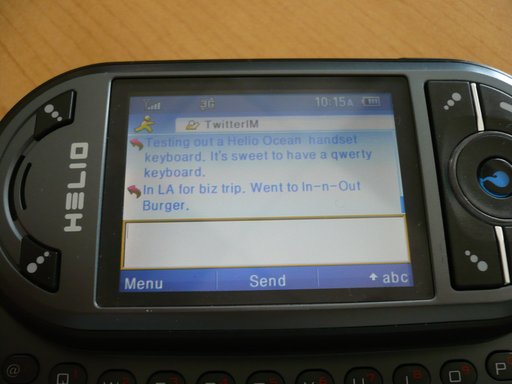 HELIO
3G 10:15A
TwitterIM
Testing out a Helio Ocean handset
keyboard. It's sweet to have a qwerty
keyboard.
In LA for biz trip. Went to In-n-Out
Burger.
Menu Send abc
@ Q W E R T Y U I O P